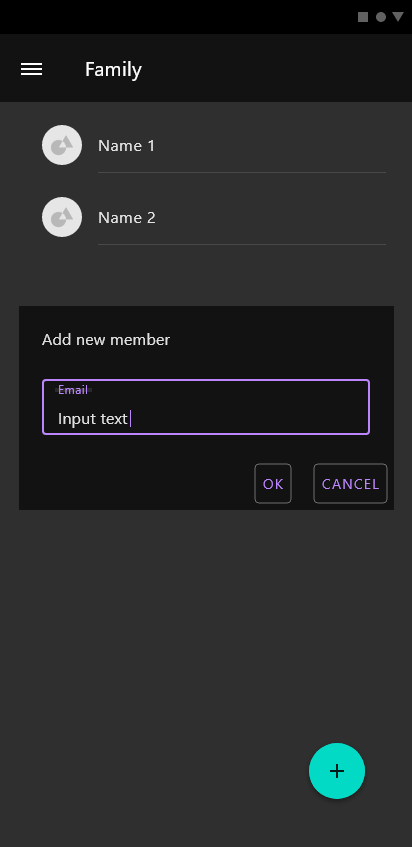 Family
Name 1
Name 2
Add new member
Email
Input text
OK CANCEL